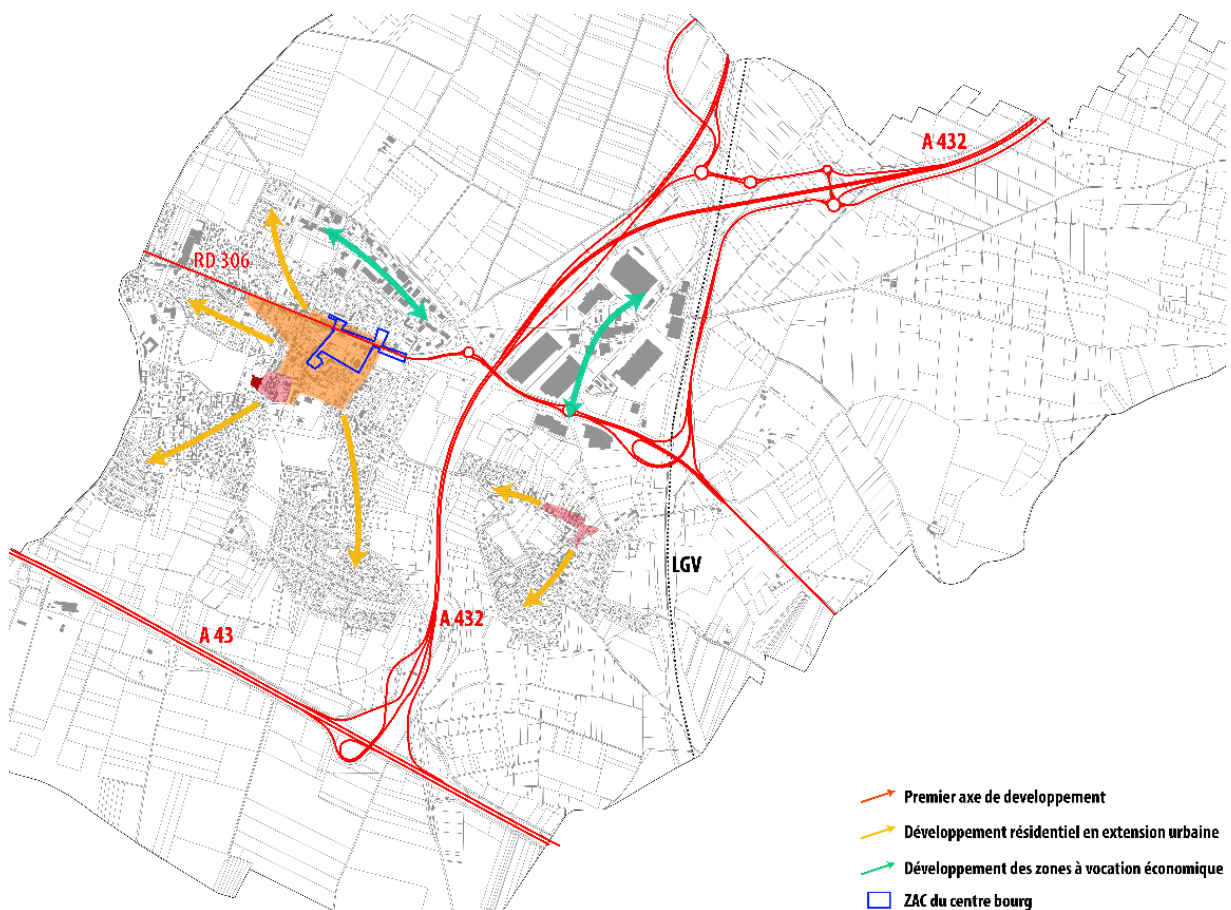 A 432
RD 306
LGV
A 432
A 43
Premier axe de developpement
Développement résidentiel en extension urbaine
Développement des zones à vocation économique
ZAC du centre bourg